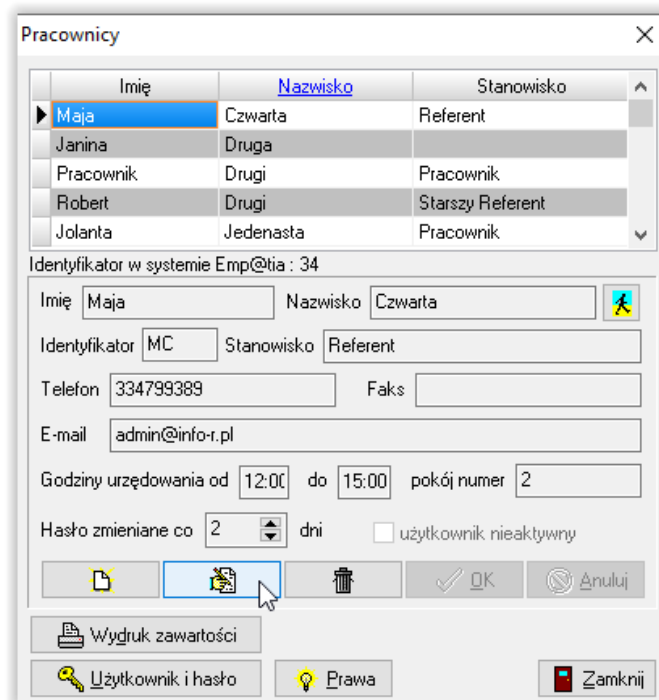 Pracownicy
Imię Nazwisko Stanowisko
Maja Czwarta Referent
Janina Druga
Pracownik Drugi Pracownik
Robert Drugi Starszy Referent
Jolanta Jedenasta Pracownik
Identyfikator w systemie Emp@tia : 34
Imię Maja Nazwisko Czwarta
Identyfikator MC Stanowisko Referent
Telefon 334799389 Faks
E-mail admin@info-r.pl
Godziny urzędowania od 12:00 do 15:00 pokój numer 2
Hasło zmieniane co 2 dni użytkownik nieaktywny
OK Anuluj
Wydruk zawartości
Użytkownik i hasło Prawa Zamknij